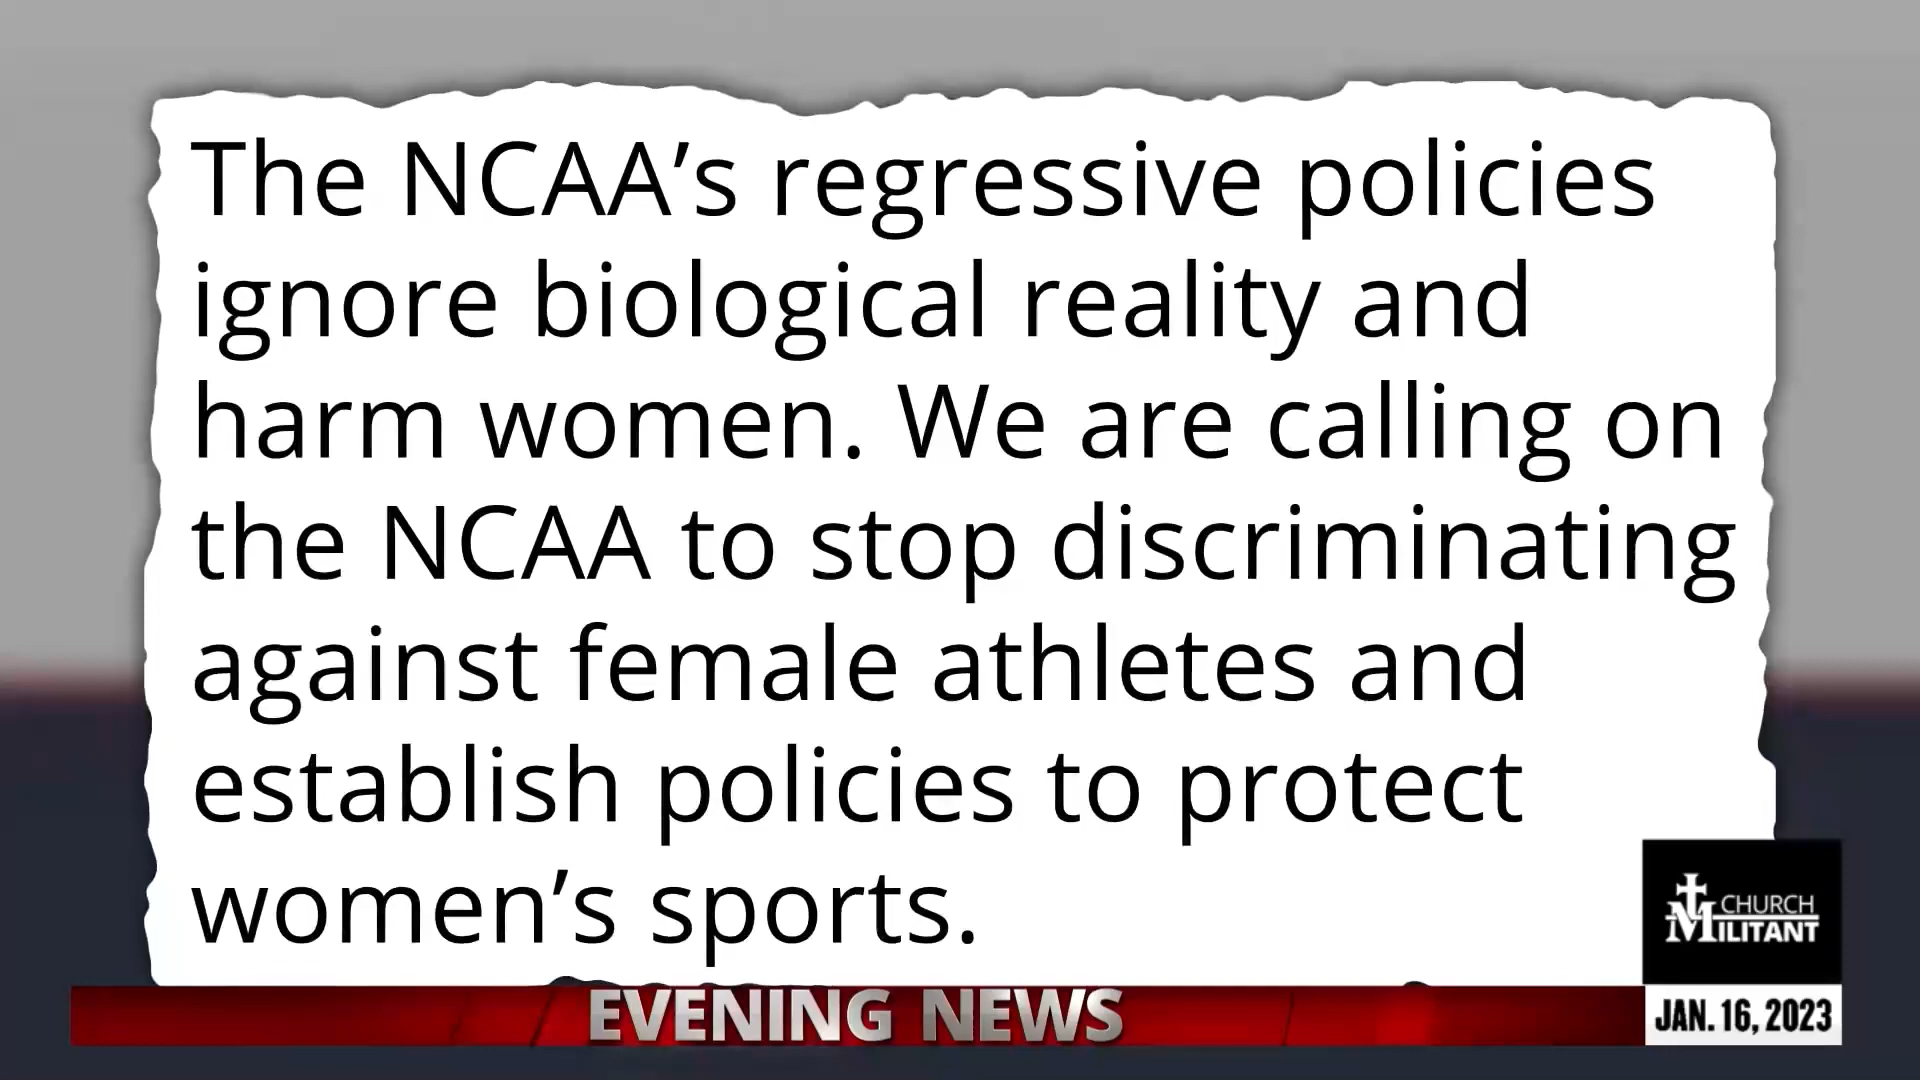 The NCAA’s regressive policies
ignore biological reality and
harm women. We are calling on
the NCAA to stop discriminating
against female athletes and
establish policies to protect
women’s sports.
CHURCH
MILITANT
EVENING NEWS
JAN. 16, 2023